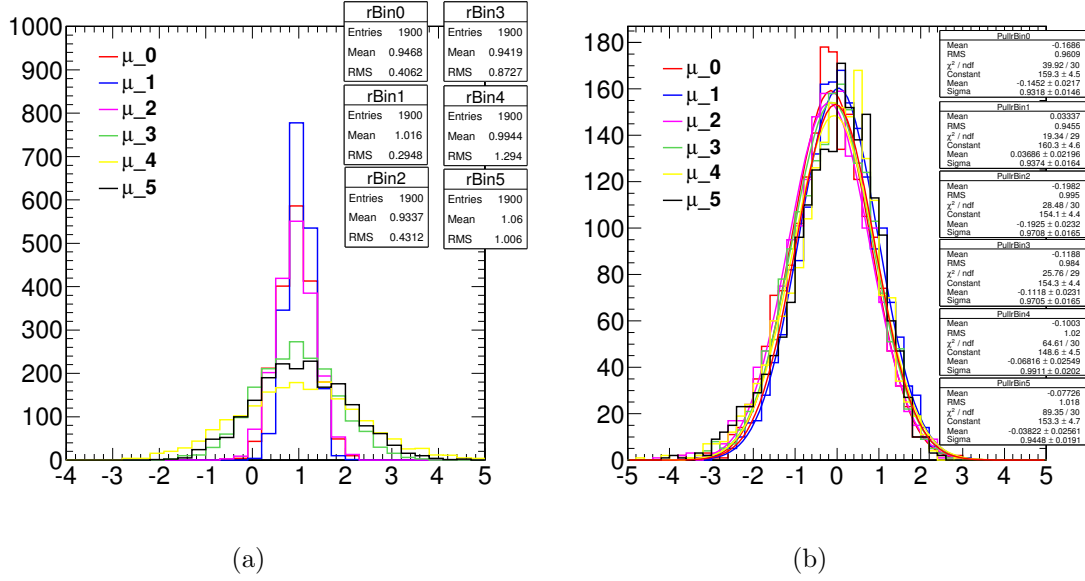 1000
900
800
700
600
500
400
300
200
100
0
-4 -3 -2 -1 0 1 2 3 4 5
μ_0
μ_1
μ_2
μ_3
μ_4
μ_5
rBin0
Entries 1900
Mean 0.9468
RMS 0.4062
rBin1
Entries 1900
Mean 1.016
RMS 0.2948
rBin2
Entries 1900
Mean 0.9337
RMS 0.4312
rBin3
Entries 1900
Mean 0.9419
RMS 0.8727
rBin4
Entries 1900
Mean 0.9944
RMS 1.294
rBin5
Entries 1900
Mean 1.06
RMS 1.006
(a)
180
160
140
120
100
80
60
40
20
0
-5 -4 -3 -2 -1 0 1 2 3 4 5
μ_0
μ_1
μ_2
μ_3
μ_4
μ_5
PullrBin0
Mean -0.1686
RMS 0.9609
χ² / ndf 39.92 / 30
Constant 159.3 ± 4.5
Mean -0.1452 ± 0.0217
Sigma 0.9318 ± 0.0146
PullrBin1
Mean 0.03337
RMS 0.9455
χ² / ndf 19.34 / 29
Constant 160.3 ± 4.6
Mean 0.03686 ± 0.02196
Sigma 0.9374 ± 0.0164
PullrBin2
Mean -0.1982
RMS 0.995
χ² / ndf 28.48 / 30
Constant 154.1 ± 4.4
Mean -0.1925 ± 0.0232
Sigma 0.9708 ± 0.0165
PullrBin3
Mean -0.1188
RMS 0.984
χ² / ndf 25.76 / 29
Constant 154.3 ± 4.4
Mean -0.1118 ± 0.0231
Sigma 0.9705 ± 0.0165
PullrBin4
Mean -0.1003
RMS 1.02
χ² / ndf 64.61 / 30
Constant 148.6 ± 4.5
Mean -0.06816 ± 0.02549
Sigma 0.9911 ± 0.0202
PullrBin5
Mean -0.07726
RMS 1.018
χ² / ndf 89.35 / 30
Constant 153.3 ± 4.7
Mean -0.03822 ± 0.02561
Sigma 0.9448 ± 0.0191
(b)